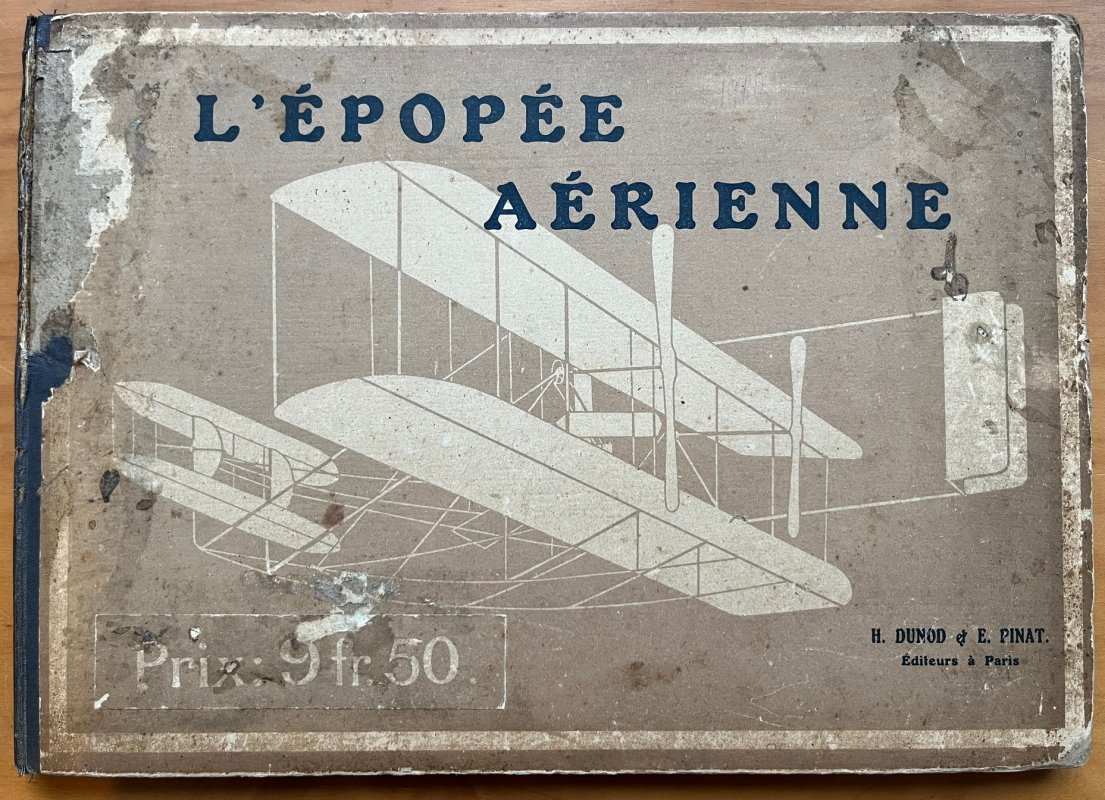 L'ÉPOPÉE
AÉRIENNE
H. DUNOD & E. PINAT.
Éditeurs à Paris
Prix: 9 fr. 50.